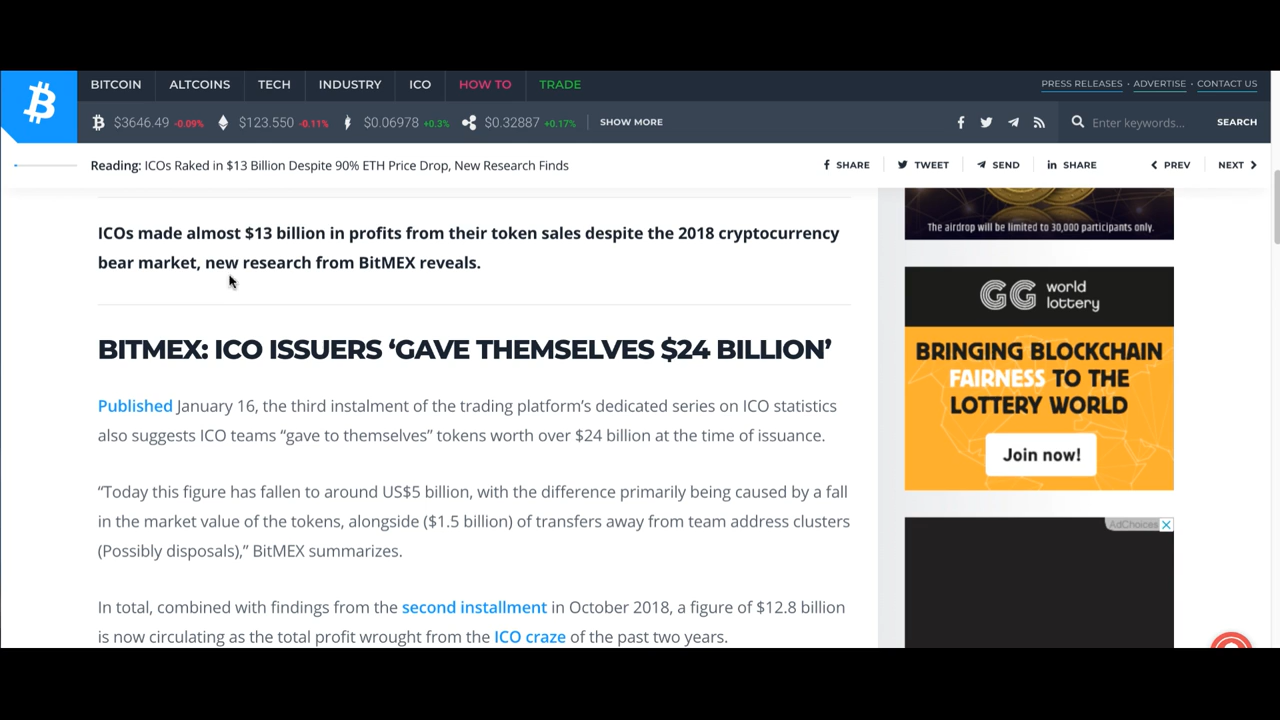 BITCOIN ALTCOINS TECH INDUSTRY ICO HOW TO TRADE
PRESS RELEASES · ADVERTISE · CONTACT US
$3646.49 -0.09% $123.550 -0.11% $0.06978 +0.3% $0.32887 +0.17% SHOW MORE
Enter keywords... SEARCH
Reading: ICOs Raked in $13 Billion Despite 90% ETH Price Drop, New Research Finds
SHARE TWEET SEND SHARE PREV NEXT
ICOs made almost $13 billion in profits from their token sales despite the 2018 cryptocurrency
bear market, new research from BitMEX reveals.
BITMEX: ICO ISSUERS ‘GAVE THEMSELVES $24 BILLION’
Published January 16, the third instalment of the trading platform’s dedicated series on ICO statistics
also suggests ICO teams “gave to themselves” tokens worth over $24 billion at the time of issuance.
“Today this figure has fallen to around US$5 billion, with the difference primarily being caused by a fall
in the market value of the tokens, alongside ($1.5 billion) of transfers away from team address clusters
(Possibly disposals),” BitMEX summarizes.
In total, combined with findings from the second installment in October 2018, a figure of $12.8 billion
is now circulating as the total profit wrought from the ICO craze of the past two years.
The airdrop will be limited to 30,000 participants only.
GG world
lottery
BRINGING BLOCKCHAIN
FAIRNESS TO THE
LOTTERY WORLD
Join now!
AdChoices